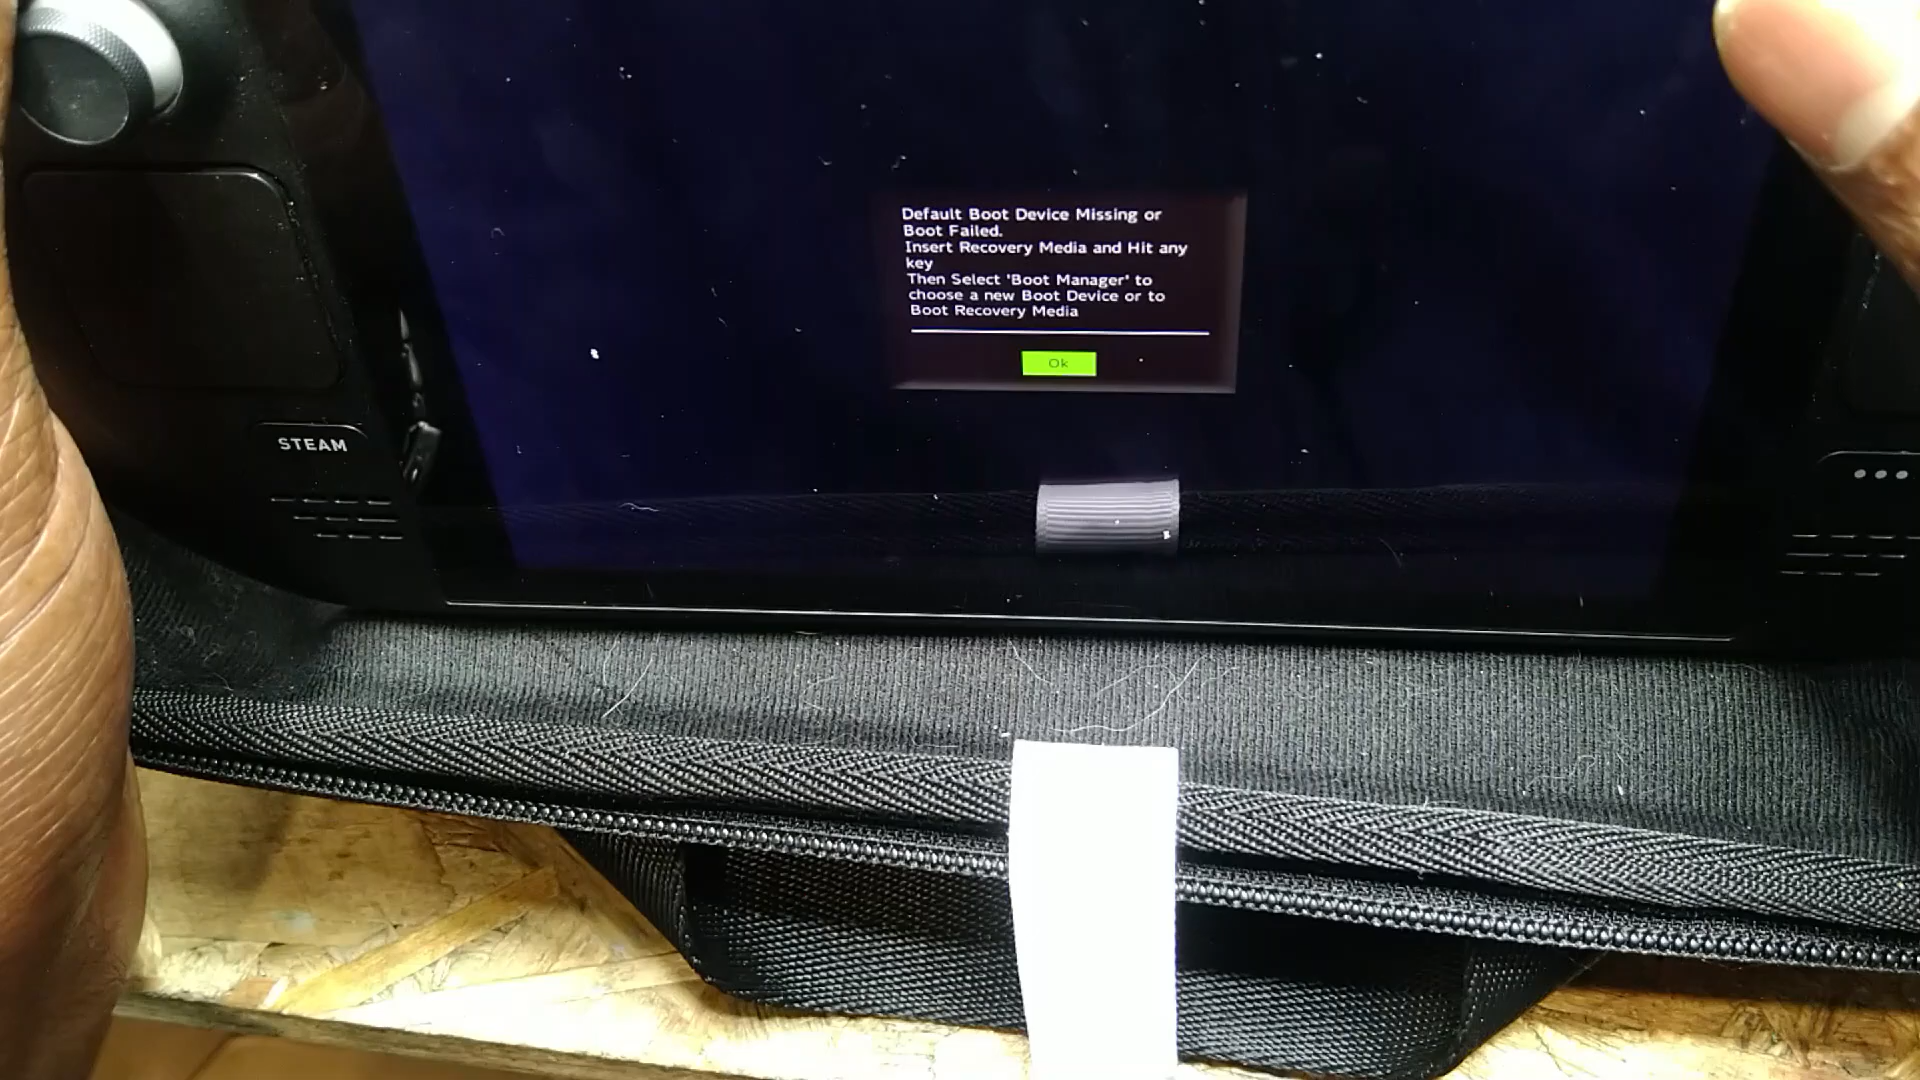 Default Boot Device Missing or
Boot Failed.
Insert Recovery Media and Hit any
key
Then Select 'Boot Manager' to
choose a new Boot Device or to
Boot Recovery Media
Ok
STEAM